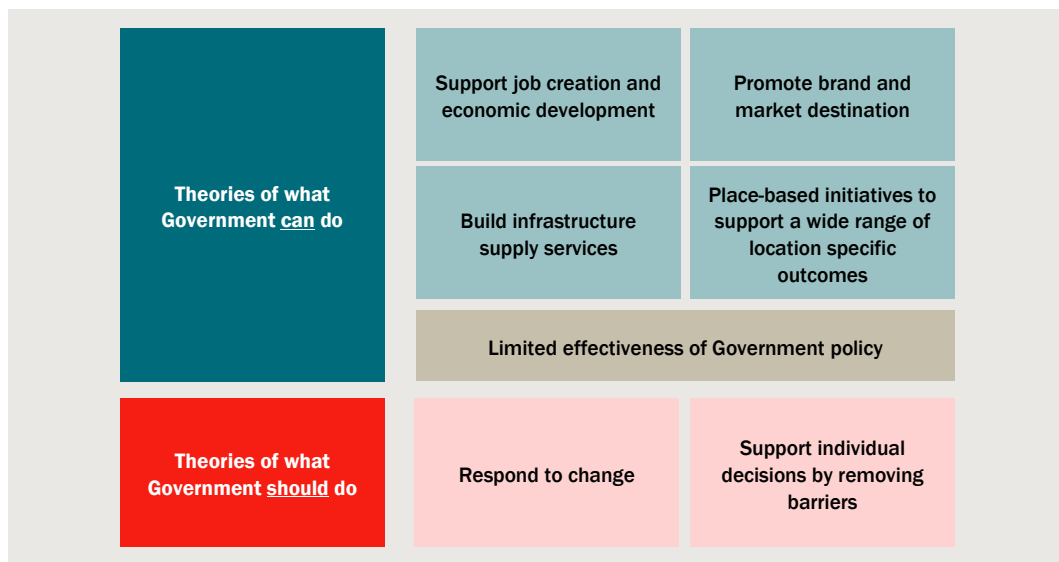 Theories of what
Government can do
Support job creation and
economic development
Promote brand and
market destination
Build infrastructure
supply services
Place-based initiatives to
support a wide range of
location specific
outcomes
Limited effectiveness of Government policy
Theories of what
Government should do
Respond to change
Support individual
decisions by removing
barriers